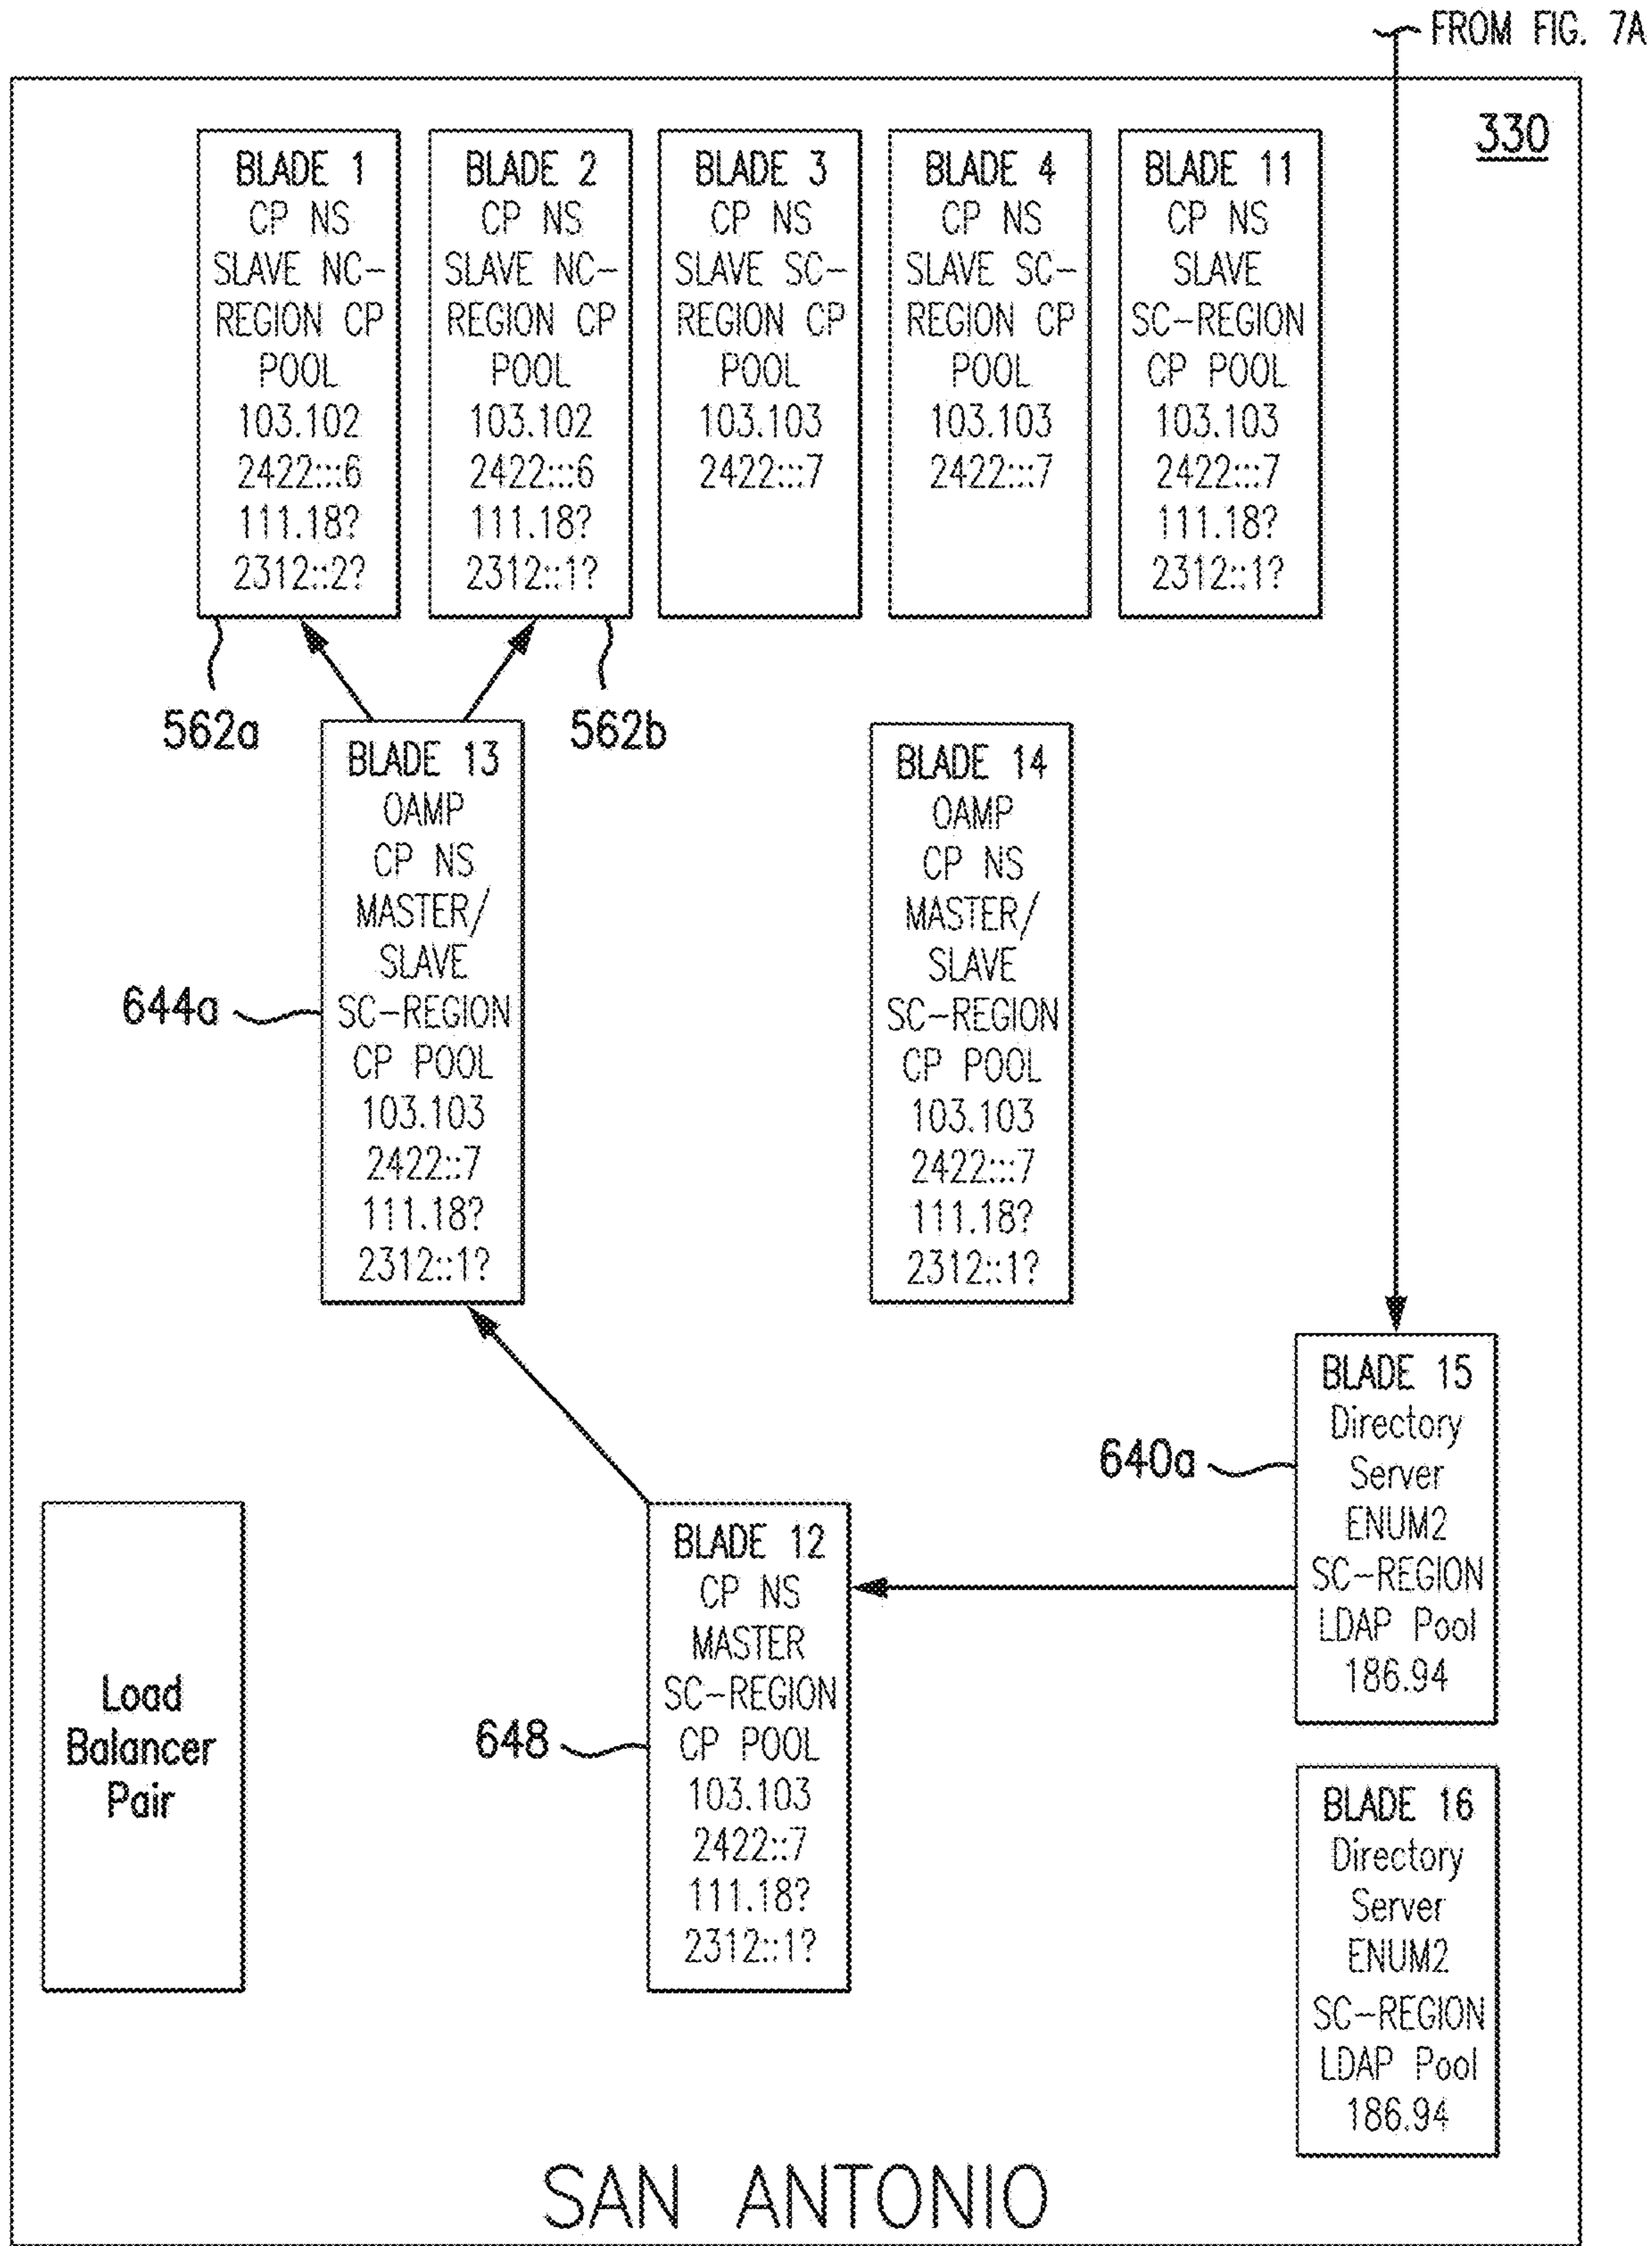 FROM FIG. 7A
330
BLADE 1
CP NS
SLAVE NC-
REGION CP
POOL
103.102
2422:::6
111.18?
2312::2?
BLADE 2
CP NS
SLAVE NC-
REGION CP
POOL
103.102
2422:::6
111.18?
2312::1?
BLADE 3
CP NS
SLAVE SC-
REGION CP
POOL
103.103
2422:::7
BLADE 4
CP NS
SLAVE SC-
REGION CP
POOL
103.103
2422:::7
BLADE 11
CP NS
SLAVE
SC-REGION
CP POOL
103.103
2422:::7
111.18?
2312::1?
562a
562b
BLADE 13
OAMP
CP NS
MASTER/
SLAVE
SC-REGION
CP POOL
103.103
2422::7
111.18?
2312::1?
644a
BLADE 14
OAMP
CP NS
MASTER/
SLAVE
SC-REGION
CP POOL
103.103
2422:::7
111.18?
2312::1?
BLADE 15
Directory
Server
ENUM2
SC-REGION
LDAP Pool
186.94
640a
Load
Balancer
Pair
BLADE 12
CP NS
MASTER
SC-REGION
CP POOL
103.103
2422::7
111.18?
2312::1?
648
BLADE 16
Directory
Server
ENUM2
SC-REGION
LDAP Pool
186.94
SAN ANTONIO